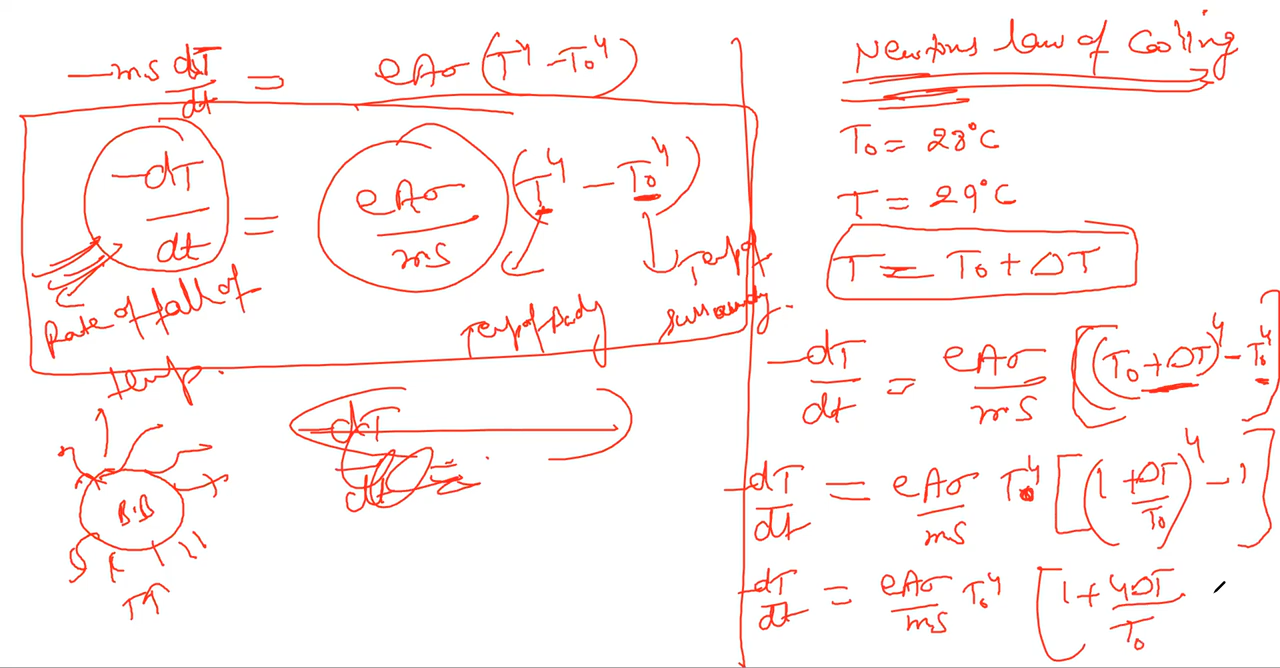 -ms dT/dt = eAσ(T⁴ - T₀⁴)
-dT/dt = eAσ/ms (T⁴ - T₀⁴)
Rate of fall of
temp.
Temp of Body
Temp of
surroundy.
-dT
dt =
B.B
T↑
Newtons law of Cooling
T₀ = 28°C
T = 29°C
T = T₀ + ΔT
-dT/dt = eAσ/ms [(T₀ + ΔT)⁴ - T₀⁴]
-dT/dt = eAσ/ms T₀⁴ [(1 + ΔT/T₀)⁴ - 1]
-dT/dt = eAσ/ms T₀⁴ [1 + 4ΔT/T₀